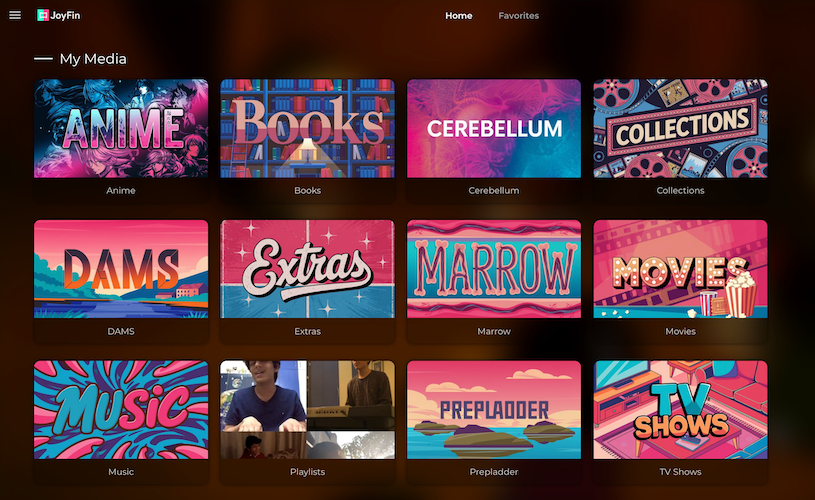 JoyFin
Home
Favorites
My Media
ANIME
Books
CEREBELLUM
COLLECTIONS
Anime
Books
Cerebellum
Collections
DAMS
Extras
MARROW
MOVIES
DAMS
Extras
Marrow
Movies
MUSIC
PREPLADDER
TV
SHOWS
Music
Playlists
Prepladder
TV Shows